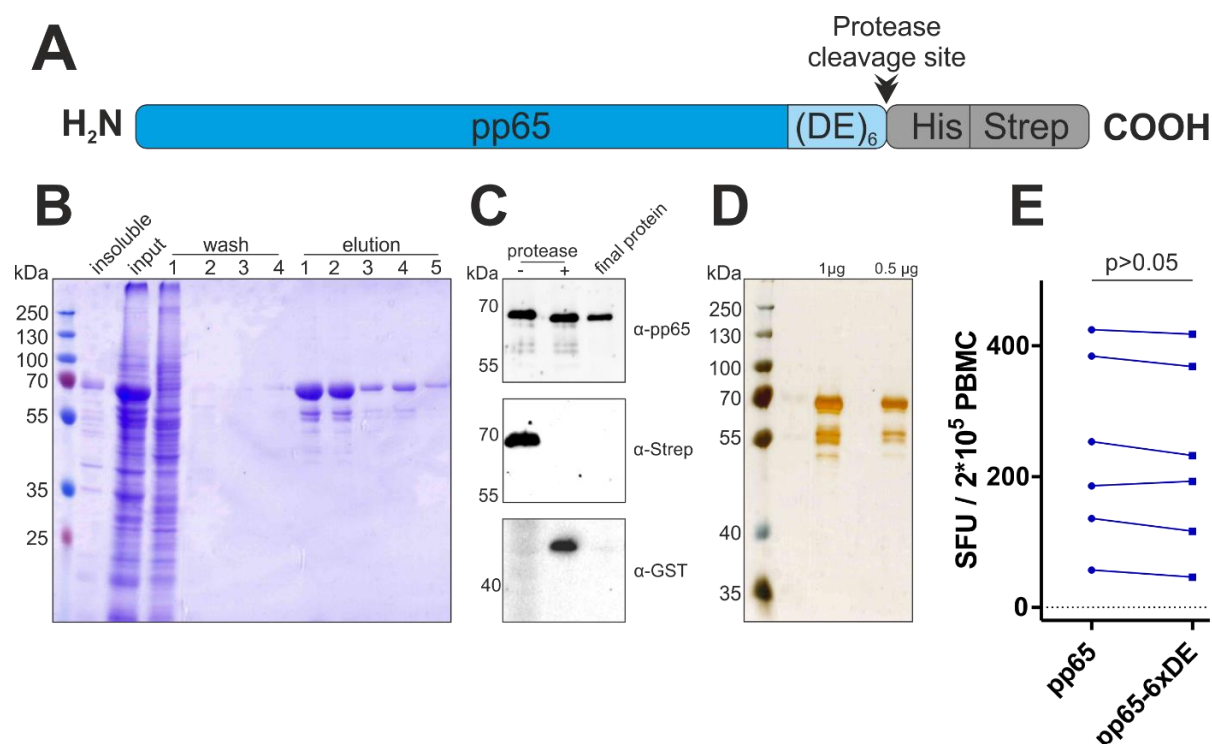 A
Protease
cleavage site
H₂N pp65 (DE)₆ His Strep COOH
B
insoluble
input
wash
elution
kDa 1 2 3 4 1 2 3 4 5
250
130
100
70
55
35
25
C
protease
final protein
kDa - +
70
α-pp65
55
70
α-Strep
55
α-GST
40
D
kDa 1µg 0.5 µg
250
130
100
70
55
40
35
E
p>0.05
SFU / 2*10⁵ PBMC
400
200
0
pp65
pp65-6xDE